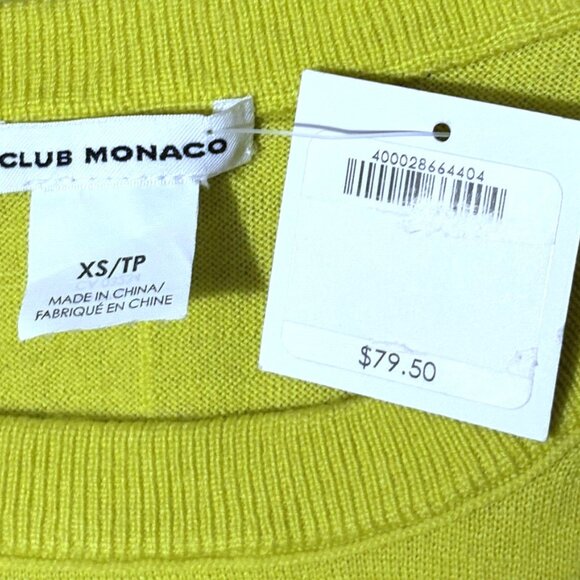 CLUB MONACO
XS/TP
MADE IN CHINA/
FABRIQUÉ EN CHINE
400028664404
$79.50